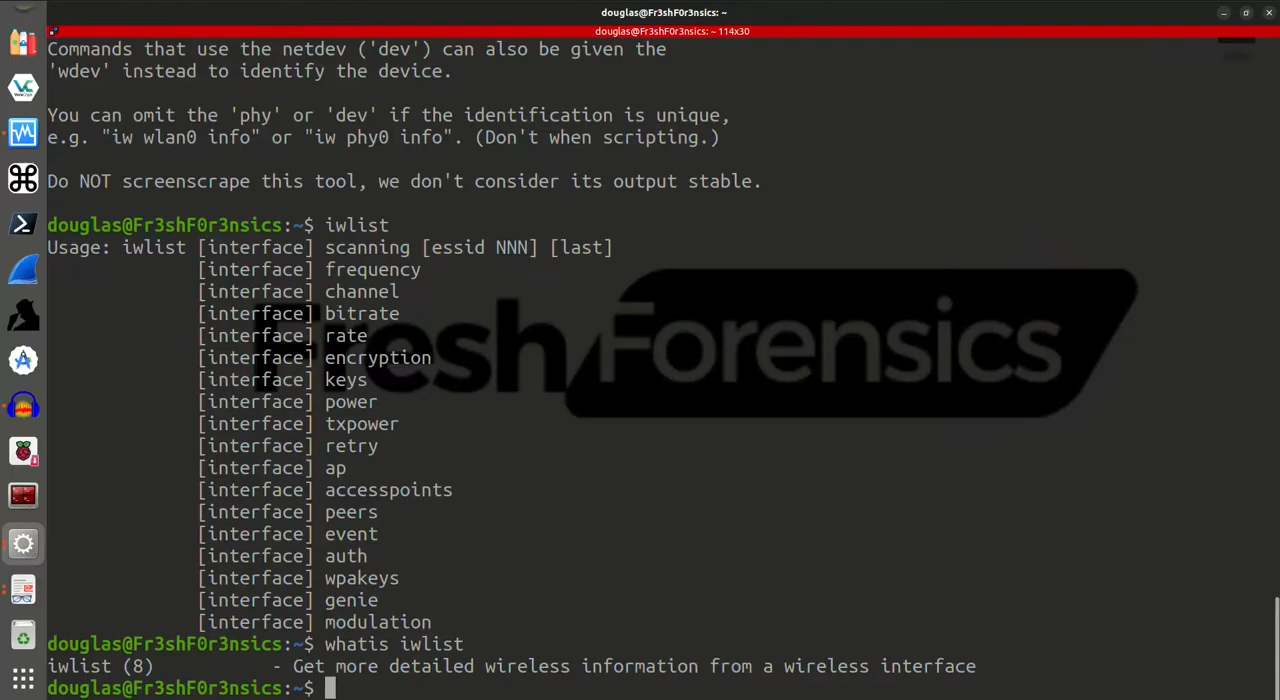 douglas@Fr3shF0r3nsics: ~
douglas@Fr3shF0r3nsics: ~ 114x30
Commands that use the netdev ('dev') can also be given the
'wdev' instead to identify the device.
You can omit the 'phy' or 'dev' if the identification is unique,
e.g. "iw wlan0 info" or "iw phy0 info". (Don't when scripting.)
Do NOT screenscrape this tool, we don't consider its output stable.
douglas@Fr3shF0r3nsics:~$ iwlist
Usage: iwlist [interface] scanning [essid NNN] [last]
[interface] frequency
[interface] channel
[interface] bitrate
[interface] rate
[interface] encryption
[interface] keys
[interface] power
[interface] txpower
[interface] retry
[interface] ap
[interface] accesspoints
[interface] peers
[interface] event
[interface] auth
[interface] wpakeys
[interface] genie
[interface] modulation
douglas@Fr3shF0r3nsics:~$ whatis iwlist
iwlist (8) - Get more detailed wireless information from a wireless interface
douglas@Fr3shF0r3nsics:~$
Fresh Forensics